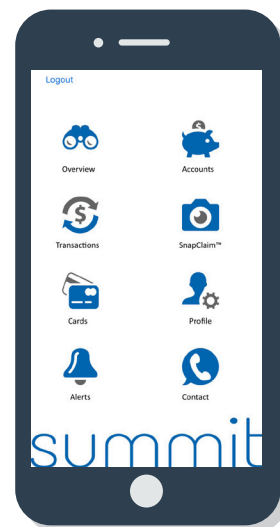 Logout
Overview Accounts
Transactions SnapClaim™
Cards Profile
Alerts Contact
summit